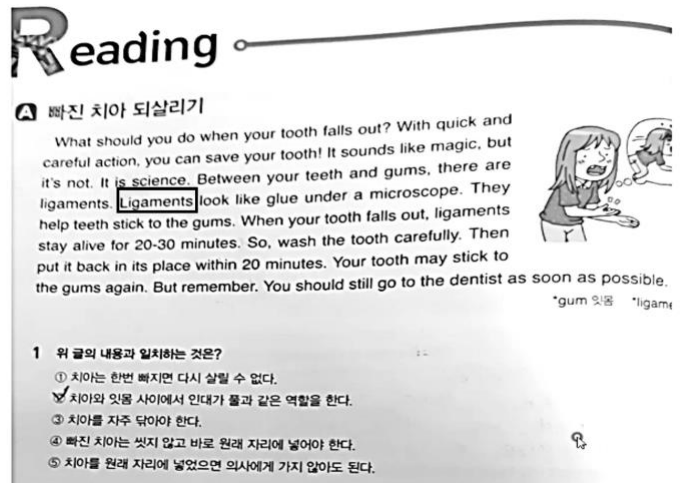 Reading
A 빠진 치아 되살리기
What should you do when your tooth falls out? With quick and
careful action, you can save your tooth! It sounds like magic, but
it's not. It is science. Between your teeth and gums, there are
ligaments. Ligaments look like glue under a microscope. They
help teeth stick to the gums. When your tooth falls out, ligaments
stay alive for 20-30 minutes. So, wash the tooth carefully. Then
put it back in its place within 20 minutes. Your tooth may stick to
the gums again. But remember. You should still go to the dentist as soon as possible.
*gum 잇몸 *ligame
1 위 글의 내용과 일치하는 것은?
① 치아는 한번 빠지면 다시 살릴 수 없다.
② 치아와 잇몸 사이에서 인대가 풀과 같은 역할을 한다.
③ 치아를 자주 닦아야 한다.
④ 빠진 치아는 씻지 않고 바로 원래 자리에 넣어야 한다.
⑤ 치아를 원래 자리에 넣었으면 의사에게 가지 않아도 된다.